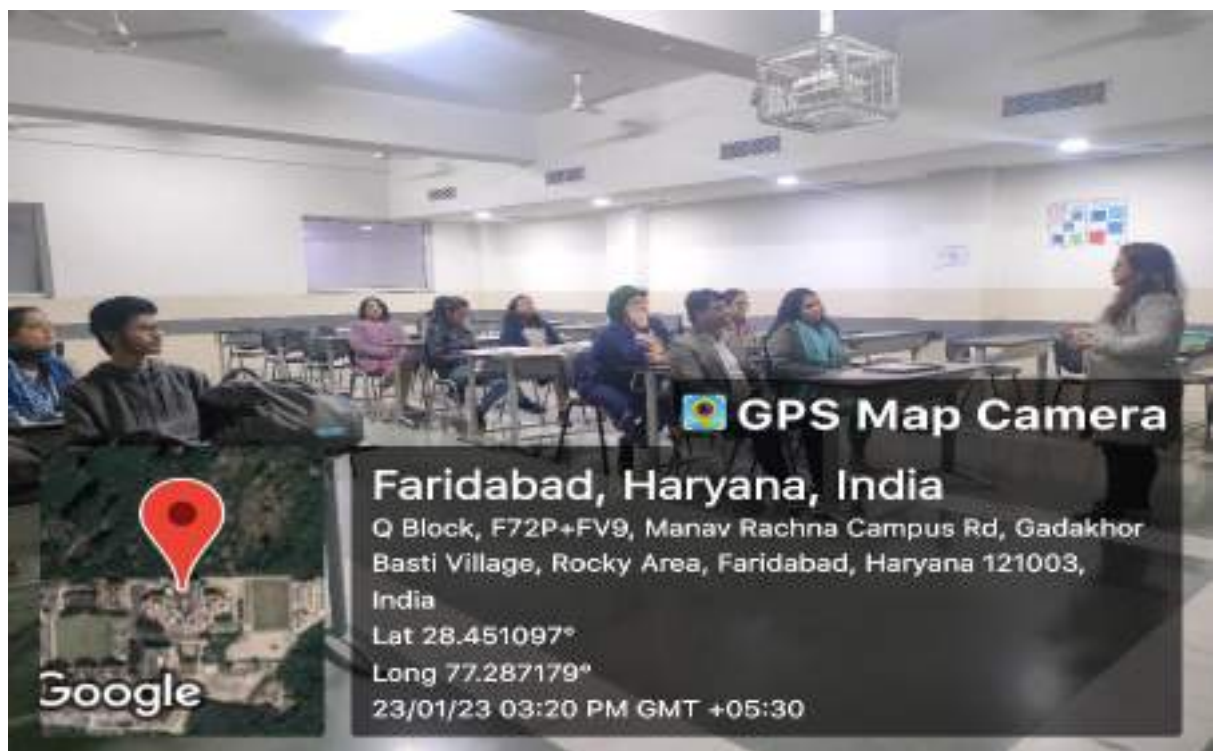 GPS Map Camera
Faridabad, Haryana, India
Q Block, F72P+FV9, Manav Rachna Campus Rd, Gadakhor
Basti Village, Rocky Area, Faridabad, Haryana 121003,
India
Lat 28.451097°
Long 77.287179°
23/01/23 03:20 PM GMT +05:30
Google